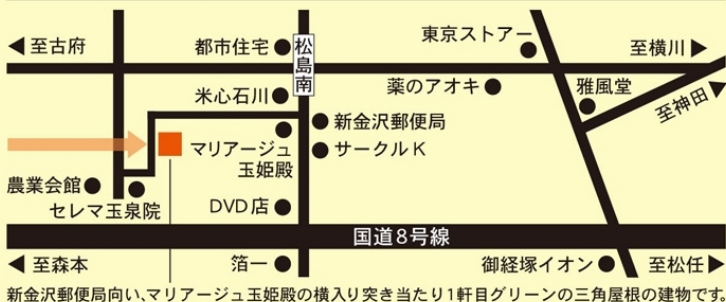 ◀至古府
都市住宅
松島南
東京ストアー
至横川▶
米心石川
薬のアオキ
雅風堂
至神田▶
新金沢郵便局
マリアージュ
玉姫殿
サークルK
農業会館
セレマ玉泉院
DVD店
国道8号線
◀至森本
箔一
御経塚イオン
至松任▶
新金沢郵便局向い、マリアージュ玉姫殿の横入り突き当たり1軒目グリーンの三角屋根の建物です